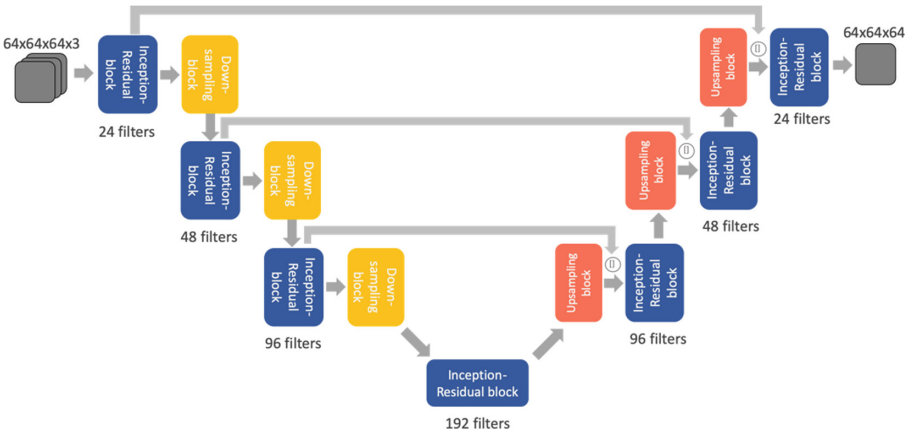 64x64x64x3
Inception-
Residual
block
24 filters
Down-
sampling
block
Inception-
Residual
block
48 filters
Down-
sampling
block
Inception-
Residual
block
96 filters
Down-
sampling
block
Inception-
Residual block
192 filters
Upsampling
block
[]
Inception-
Residual
block
96 filters
Upsampling
block
[]
Inception-
Residual
block
48 filters
Upsampling
block
[]
Inception-
Residual
block
24 filters
64x64x64